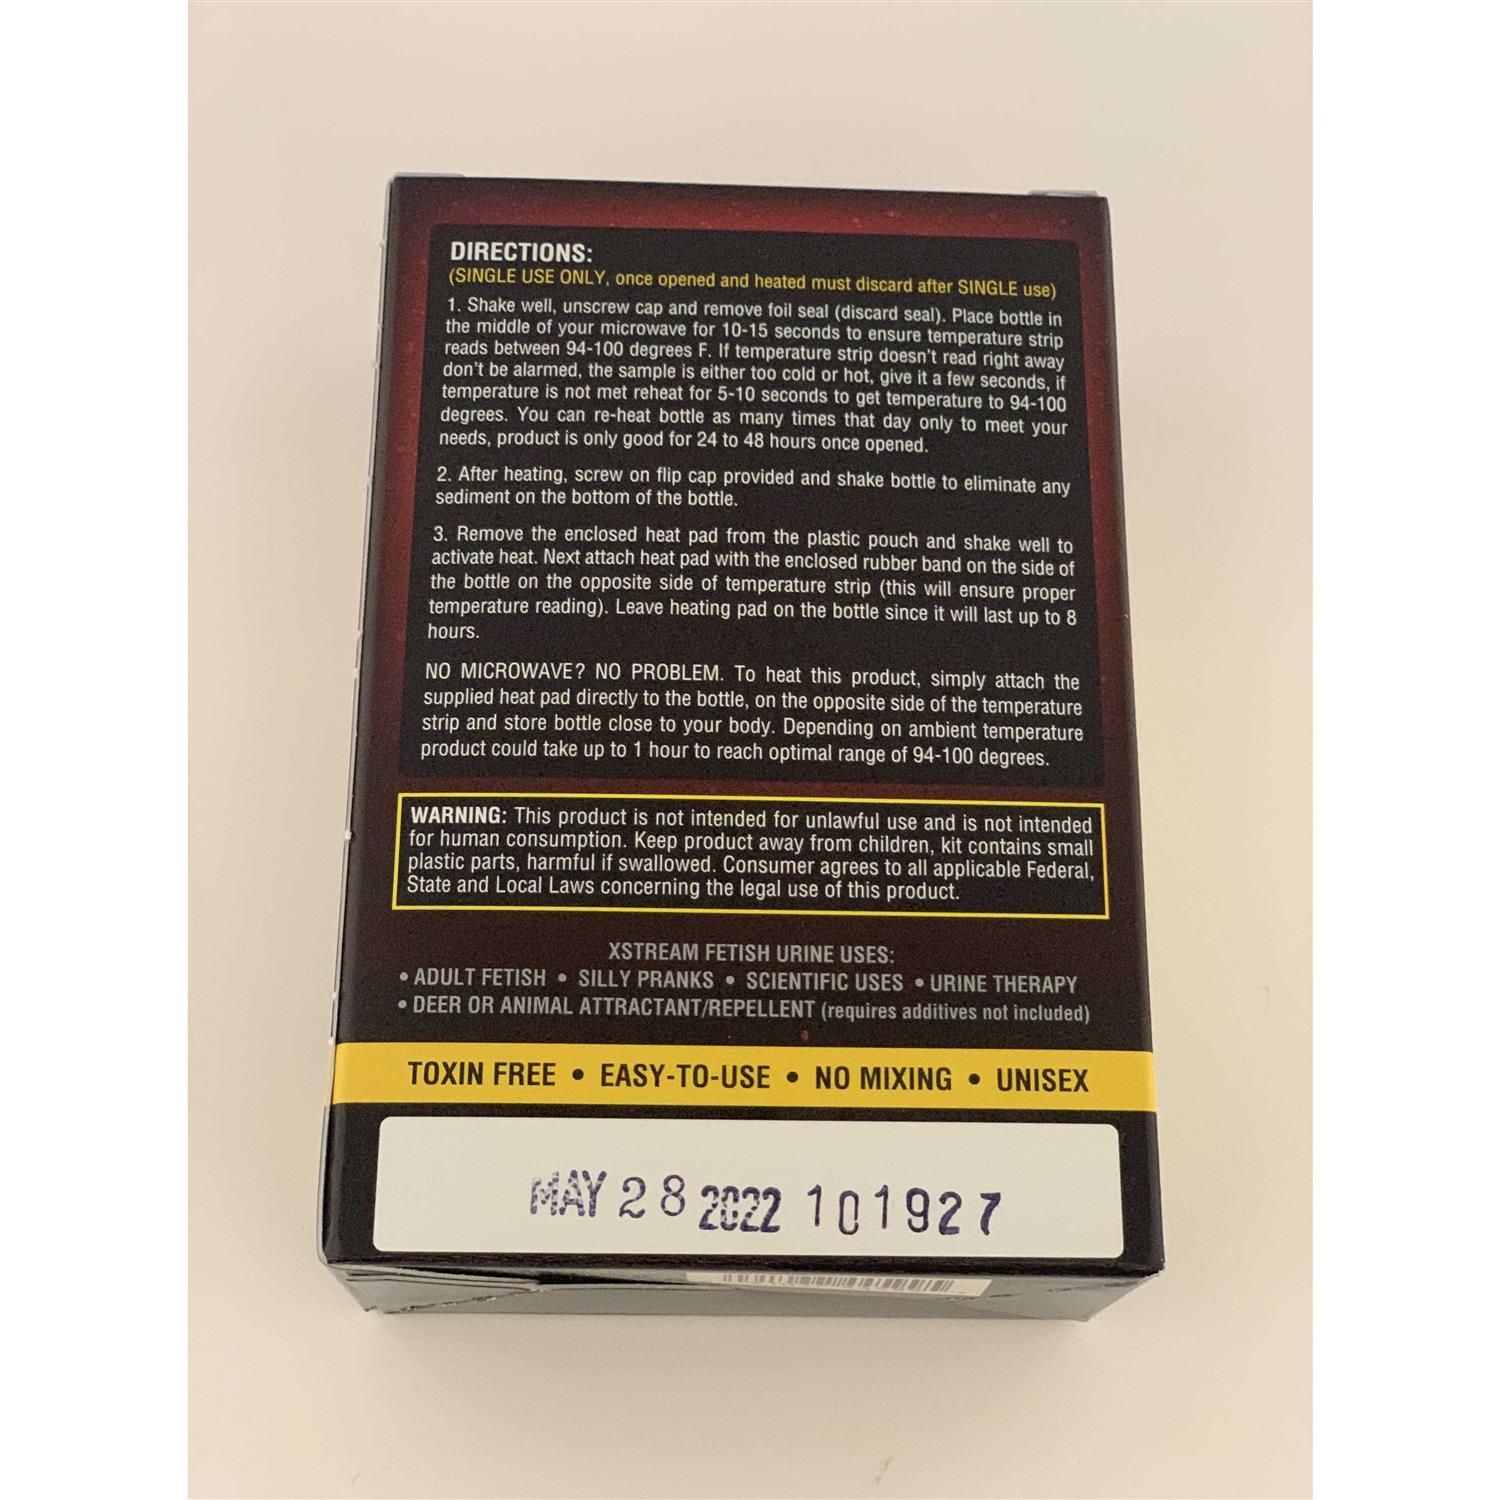 DIRECTIONS:
(SINGLE USE ONLY, once opened and heated must discard after SINGLE use)
1. Shake well, unscrew cap and remove foil seal (discard seal). Place bottle in
the middle of your microwave for 10-15 seconds to ensure temperature strip
reads between 94-100 degrees F. If temperature strip doesn't read right away
don't be alarmed, the sample is either too cold or hot, give it a few seconds, if
temperature is not met reheat for 5-10 seconds to get temperature to 94-100
degrees. You can re-heat bottle as many times that day only to meet your
needs, product is only good for 24 to 48 hours once opened.
2. After heating, screw on flip cap provided and shake bottle to eliminate any
sediment on the bottom of the bottle.
3. Remove the enclosed heat pad from the plastic pouch and shake well to
activate heat. Next attach heat pad with the enclosed rubber band on the side of
the bottle on the opposite side of temperature strip (this will ensure proper
temperature reading). Leave heating pad on the bottle since it will last up to 8
hours.
NO MICROWAVE? NO PROBLEM. To heat this product, simply attach the
supplied heat pad directly to the bottle, on the opposite side of the temperature
strip and store bottle close to your body. Depending on ambient temperature
product could take up to 1 hour to reach optimal range of 94-100 degrees.
WARNING: This product is not intended for unlawful use and is not intended
for human consumption. Keep product away from children, kit contains small
plastic parts, harmful if swallowed. Consumer agrees to all applicable Federal,
State and Local Laws concerning the legal use of this product.
XSTREAM FETISH URINE USES:
• ADULT FETISH • SILLY PRANKS • SCIENTIFIC USES • URINE THERAPY
• DEER OR ANIMAL ATTRACTANT/REPELLENT (requires additives not included)
TOXIN FREE • EASY-TO-USE • NO MIXING • UNISEX
MAY 28 2022 101927